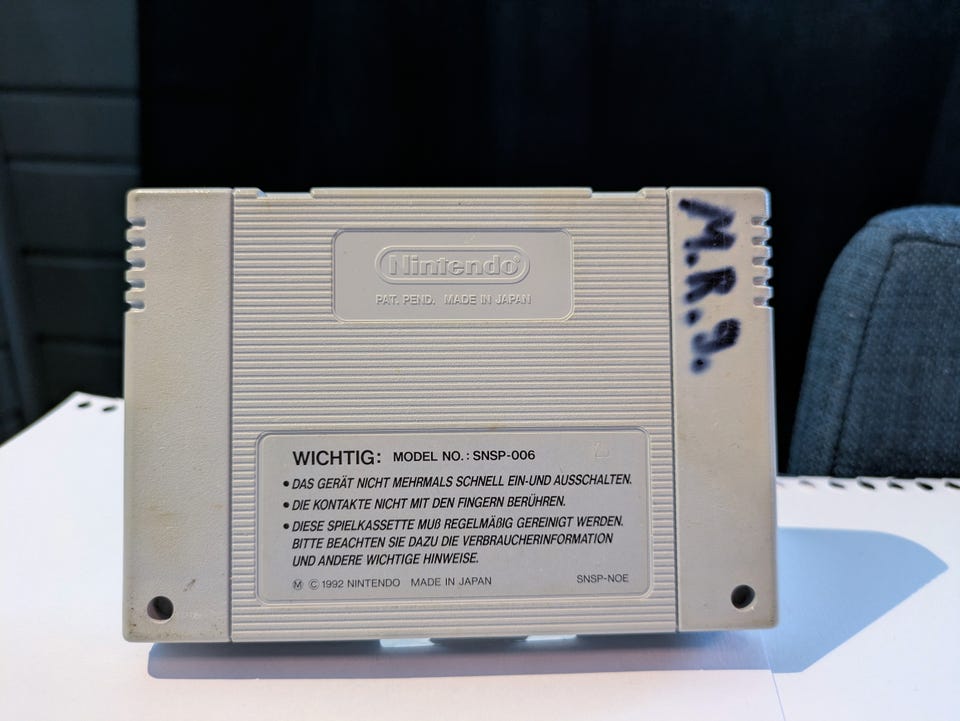 Nintendo®
PAT. PEND. MADE IN JAPAN
M.R.9.
WICHTIG: MODEL NO.: SNSP-006
• DAS GERÄT NICHT MEHRMALS SCHNELL EIN-UND AUSSCHALTEN.
• DIE KONTAKTE NICHT MIT DEN FINGERN BERÜHREN.
• DIESE SPIELKASSETTE MUß REGELMÄßIG GEREINIGT WERDEN.
BITTE BEACHTEN SIE DAZU DIE VERBRAUCHERINFORMATION
UND ANDERE WICHTIGE HINWEISE.
Ⓜ © 1992 NINTENDO MADE IN JAPAN SNSP-NOE